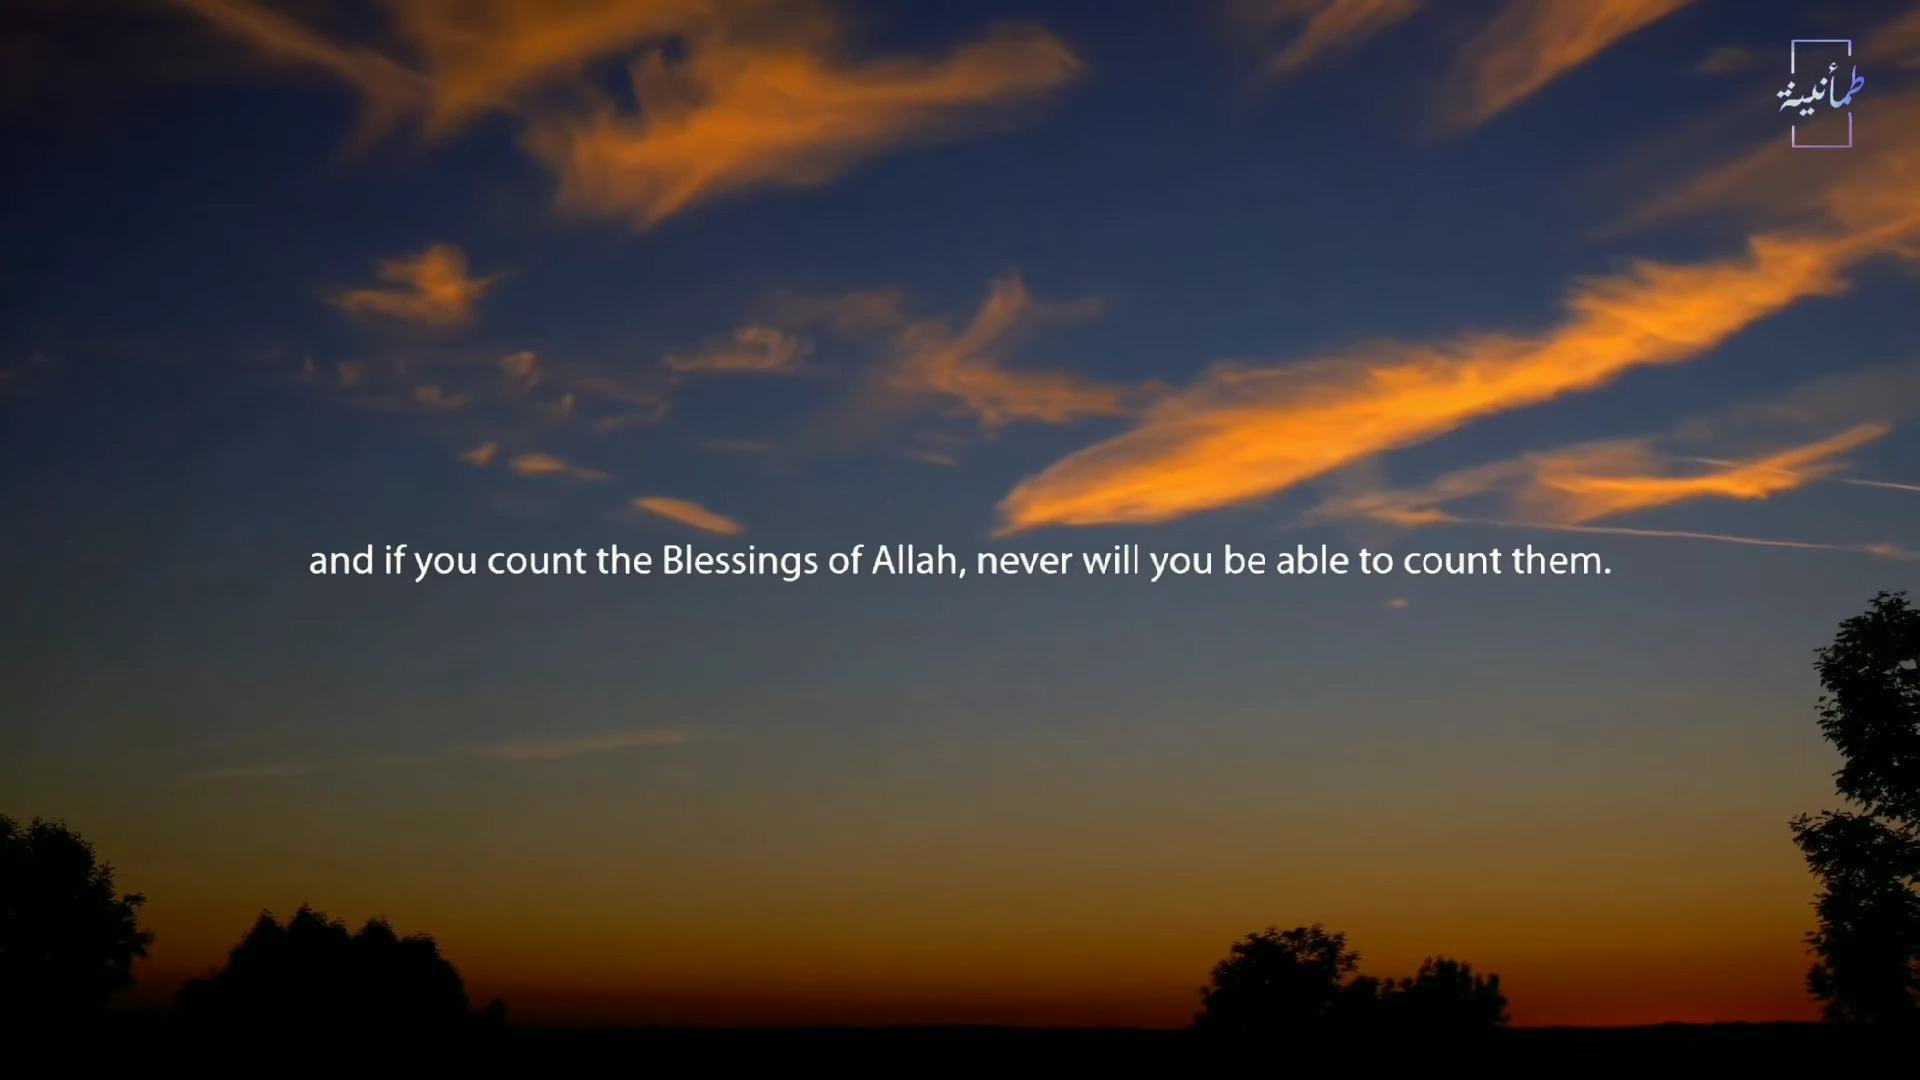 طمأنينة
and if you count the Blessings of Allah, never will you be able to count them.